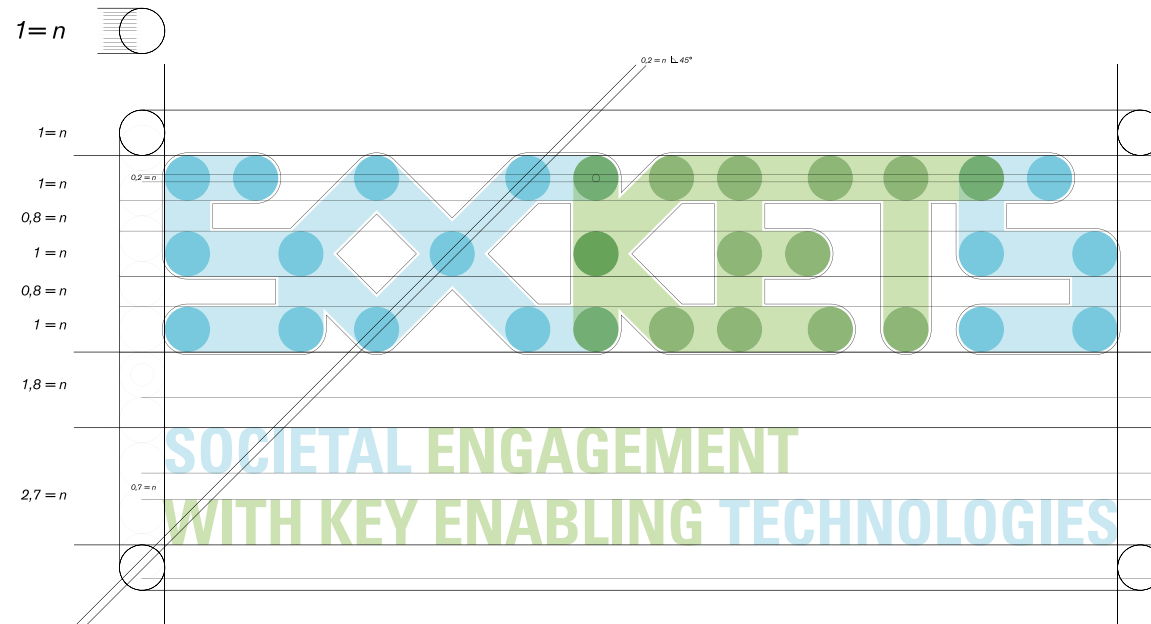 1= n
0,2 = n 45°
1= n
1= n
0,2 = n
0,8 = n
1= n
0,8 = n
1= n
SOCKETS
1,8 = n
SOCIETAL ENGAGEMENT
2,7 = n
0,7 = n
WITH KEY ENABLING TECHNOLOGIES